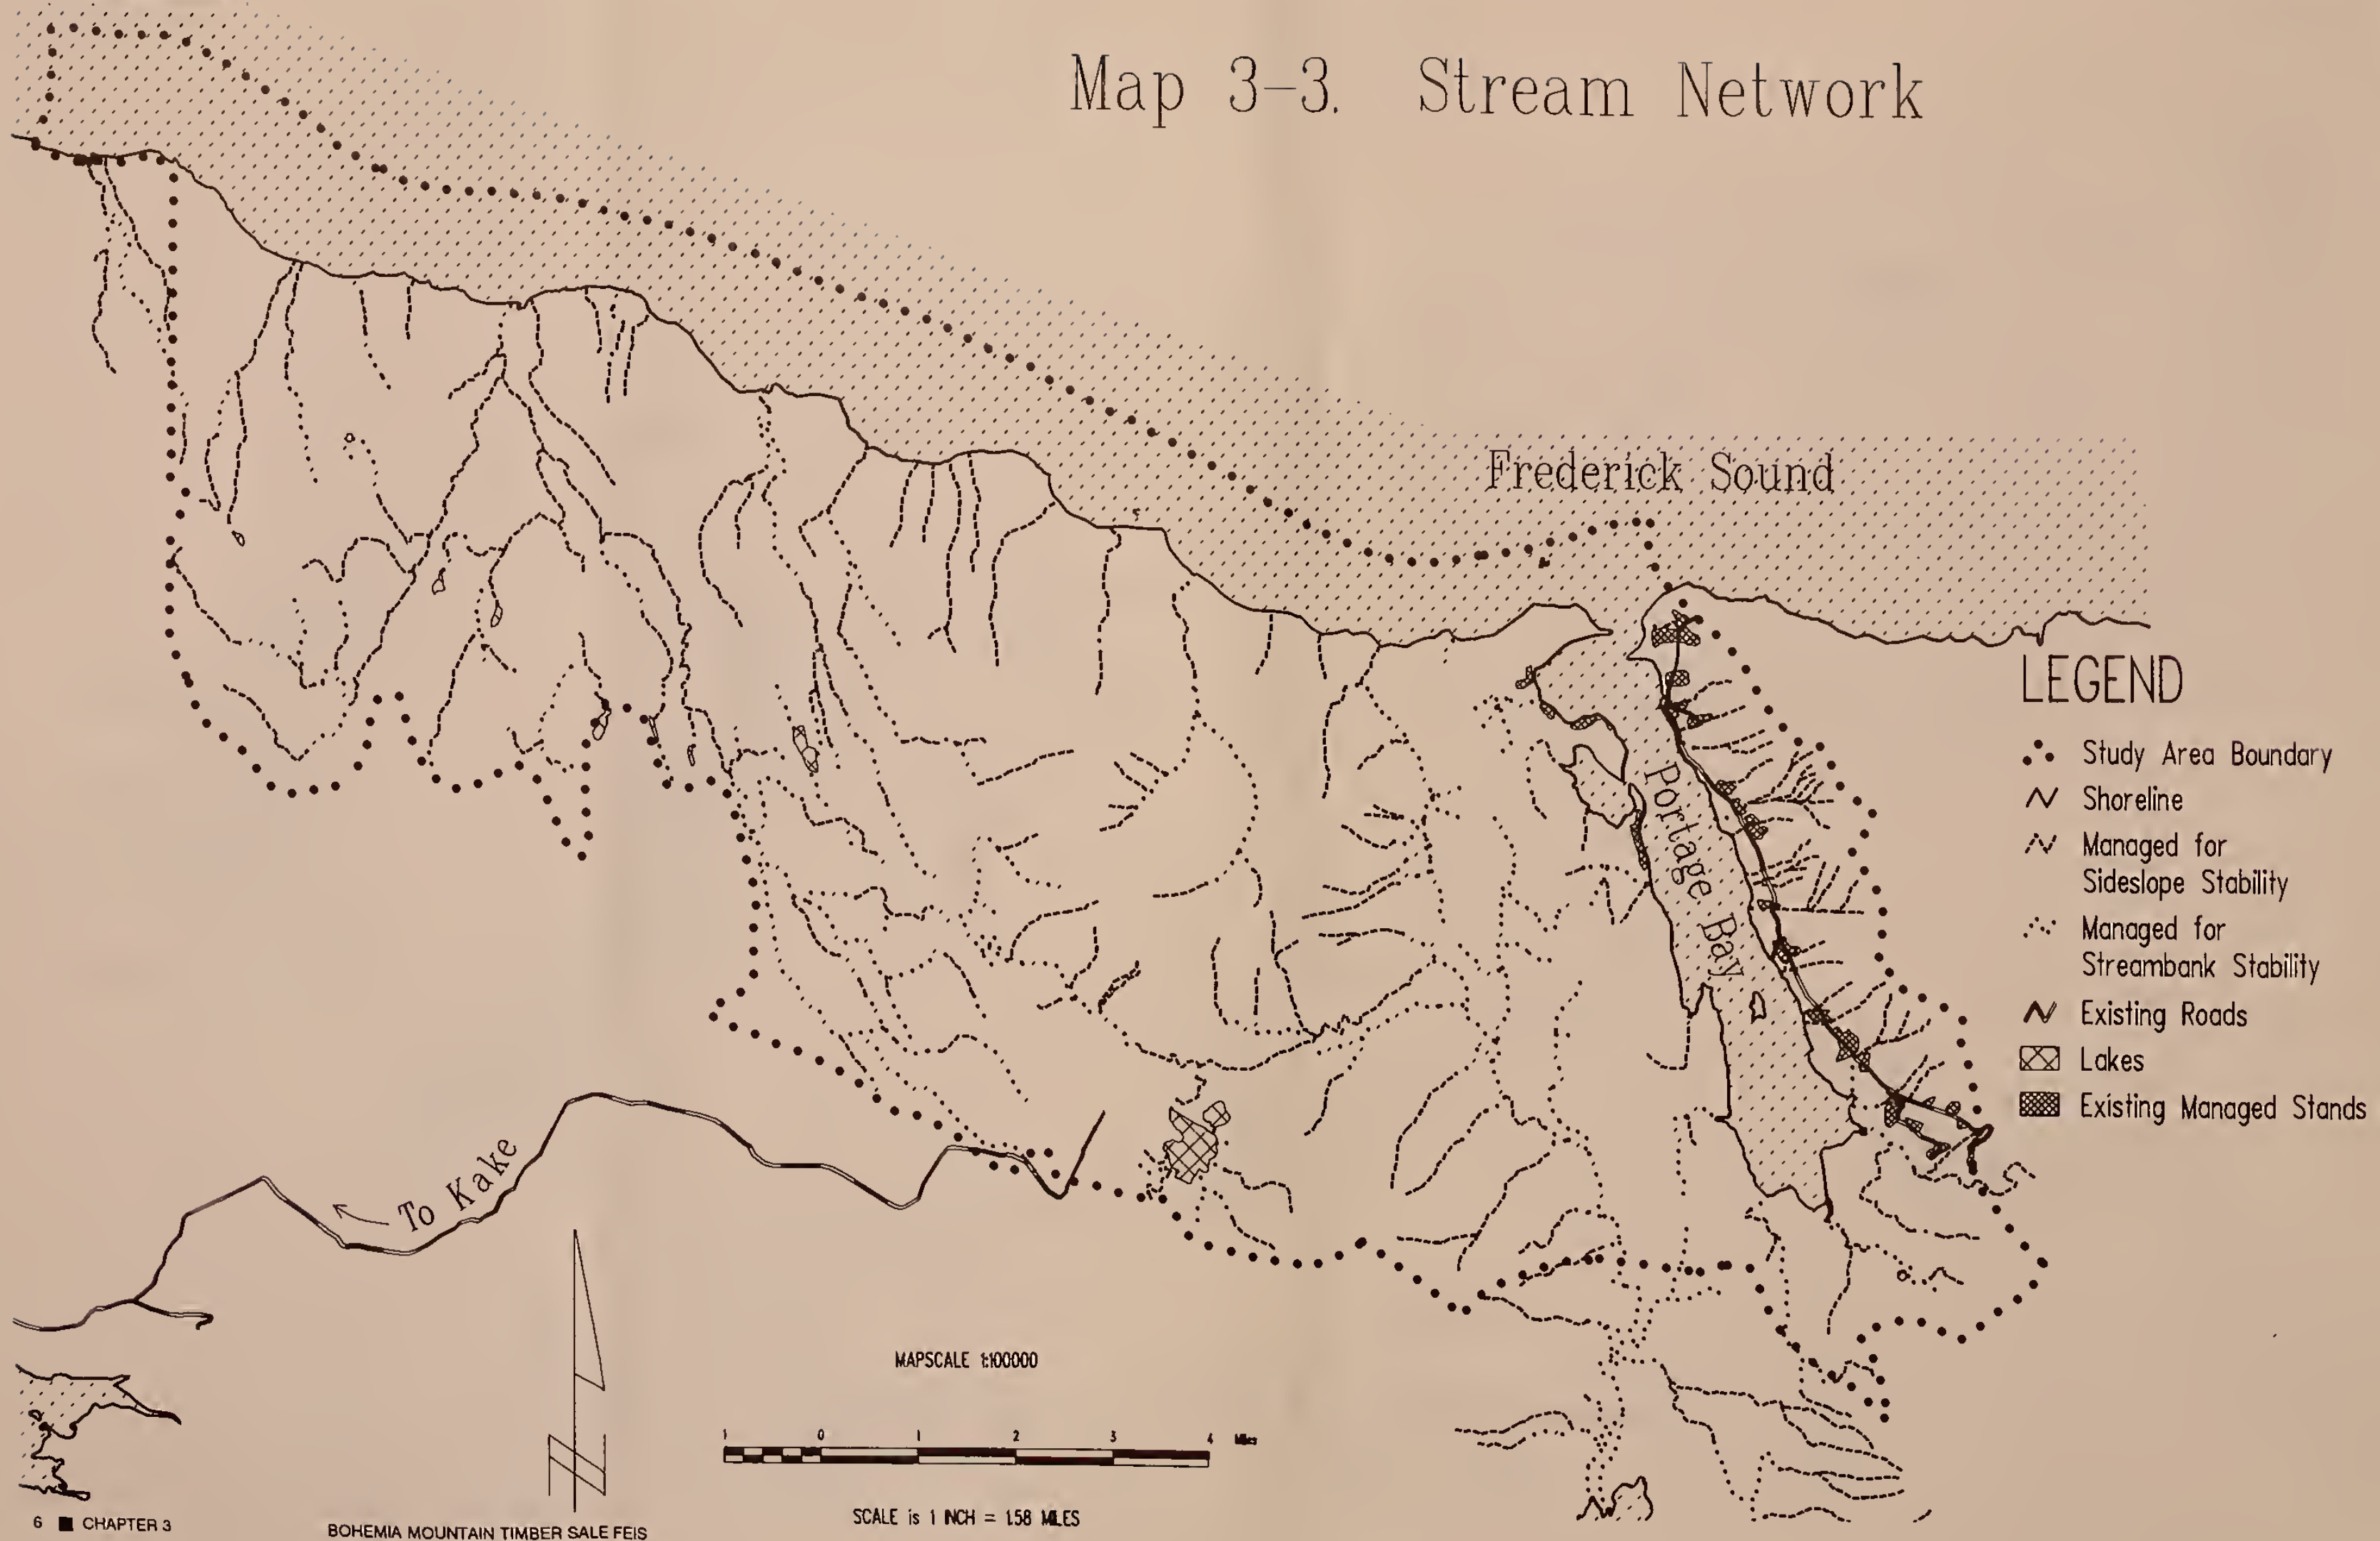 Map 3-3. Stream Network
Frederick Sound
Portage Bay
LEGEND
Study Area Boundary
Shoreline
Managed for
Sideslope Stability
Managed for
Streambank Stability
Existing Roads
Lakes
Existing Managed Stands
To Kake
MAPSCALE 1:100000
1 0 1 2 3 4 Miles
SCALE is 1 INCH = 1.58 MILES
6 ■ CHAPTER 3
BOHEMIA MOUNTAIN TIMBER SALE FEIS